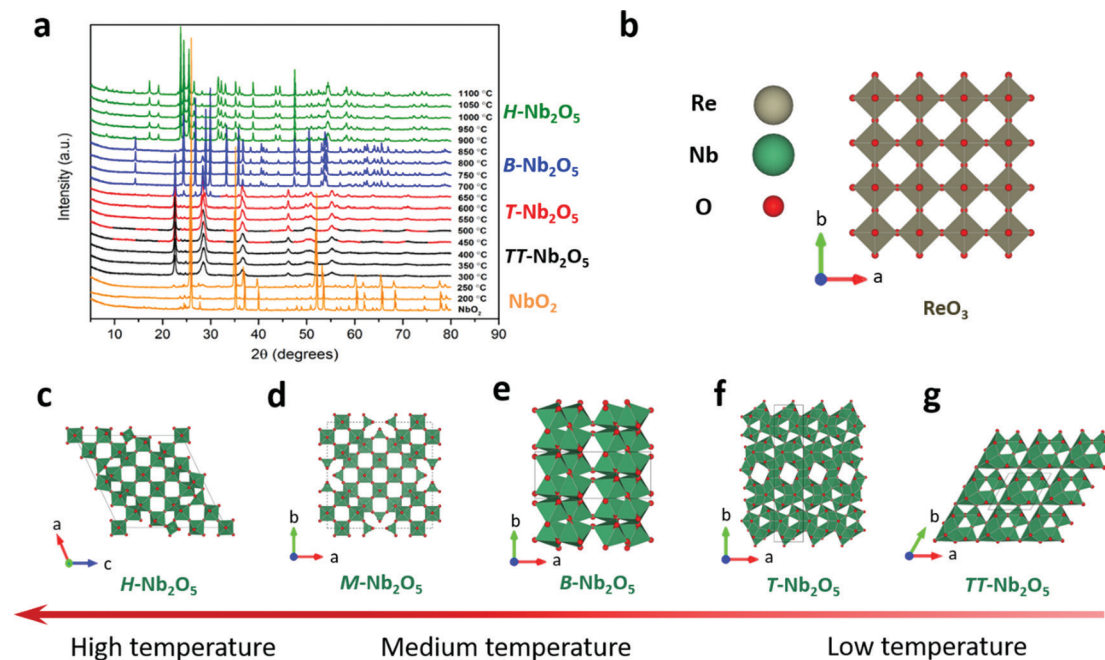 a
Intensity (a.u.)
1100 °C
1050 °C
1000 °C
950 °C
900 °C
850 °C
800 °C
750 °C
700 °C
650 °C
600 °C
550 °C
500 °C
450 °C
400 °C
350 °C
300 °C
250 °C
200 °C
NbO₂
H-Nb₂O₅
B-Nb₂O₅
T-Nb₂O₅
TT-Nb₂O₅
NbO₂
10 20 30 40 50 60 70 80 90
2θ (degrees)
b
Re
Nb
O
b
a
ReO₃
c
a
c
H-Nb₂O₅
d
b
a
M-Nb₂O₅
e
b
a
B-Nb₂O₅
f
b
a
T-Nb₂O₅
g
b
a
TT-Nb₂O₅
High temperature
Medium temperature
Low temperature